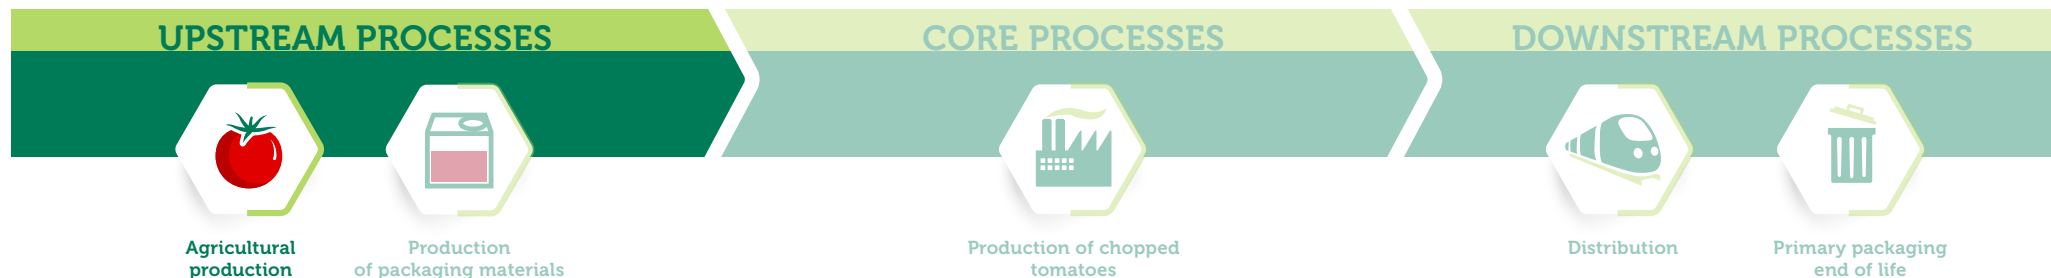 UPSTREAM PROCESSES
CORE PROCESSES
DOWNSTREAM PROCESSES
Agricultural
production
Production
of packaging materials
Production of chopped
tomatoes
Distribution
Primary packaging
end of life